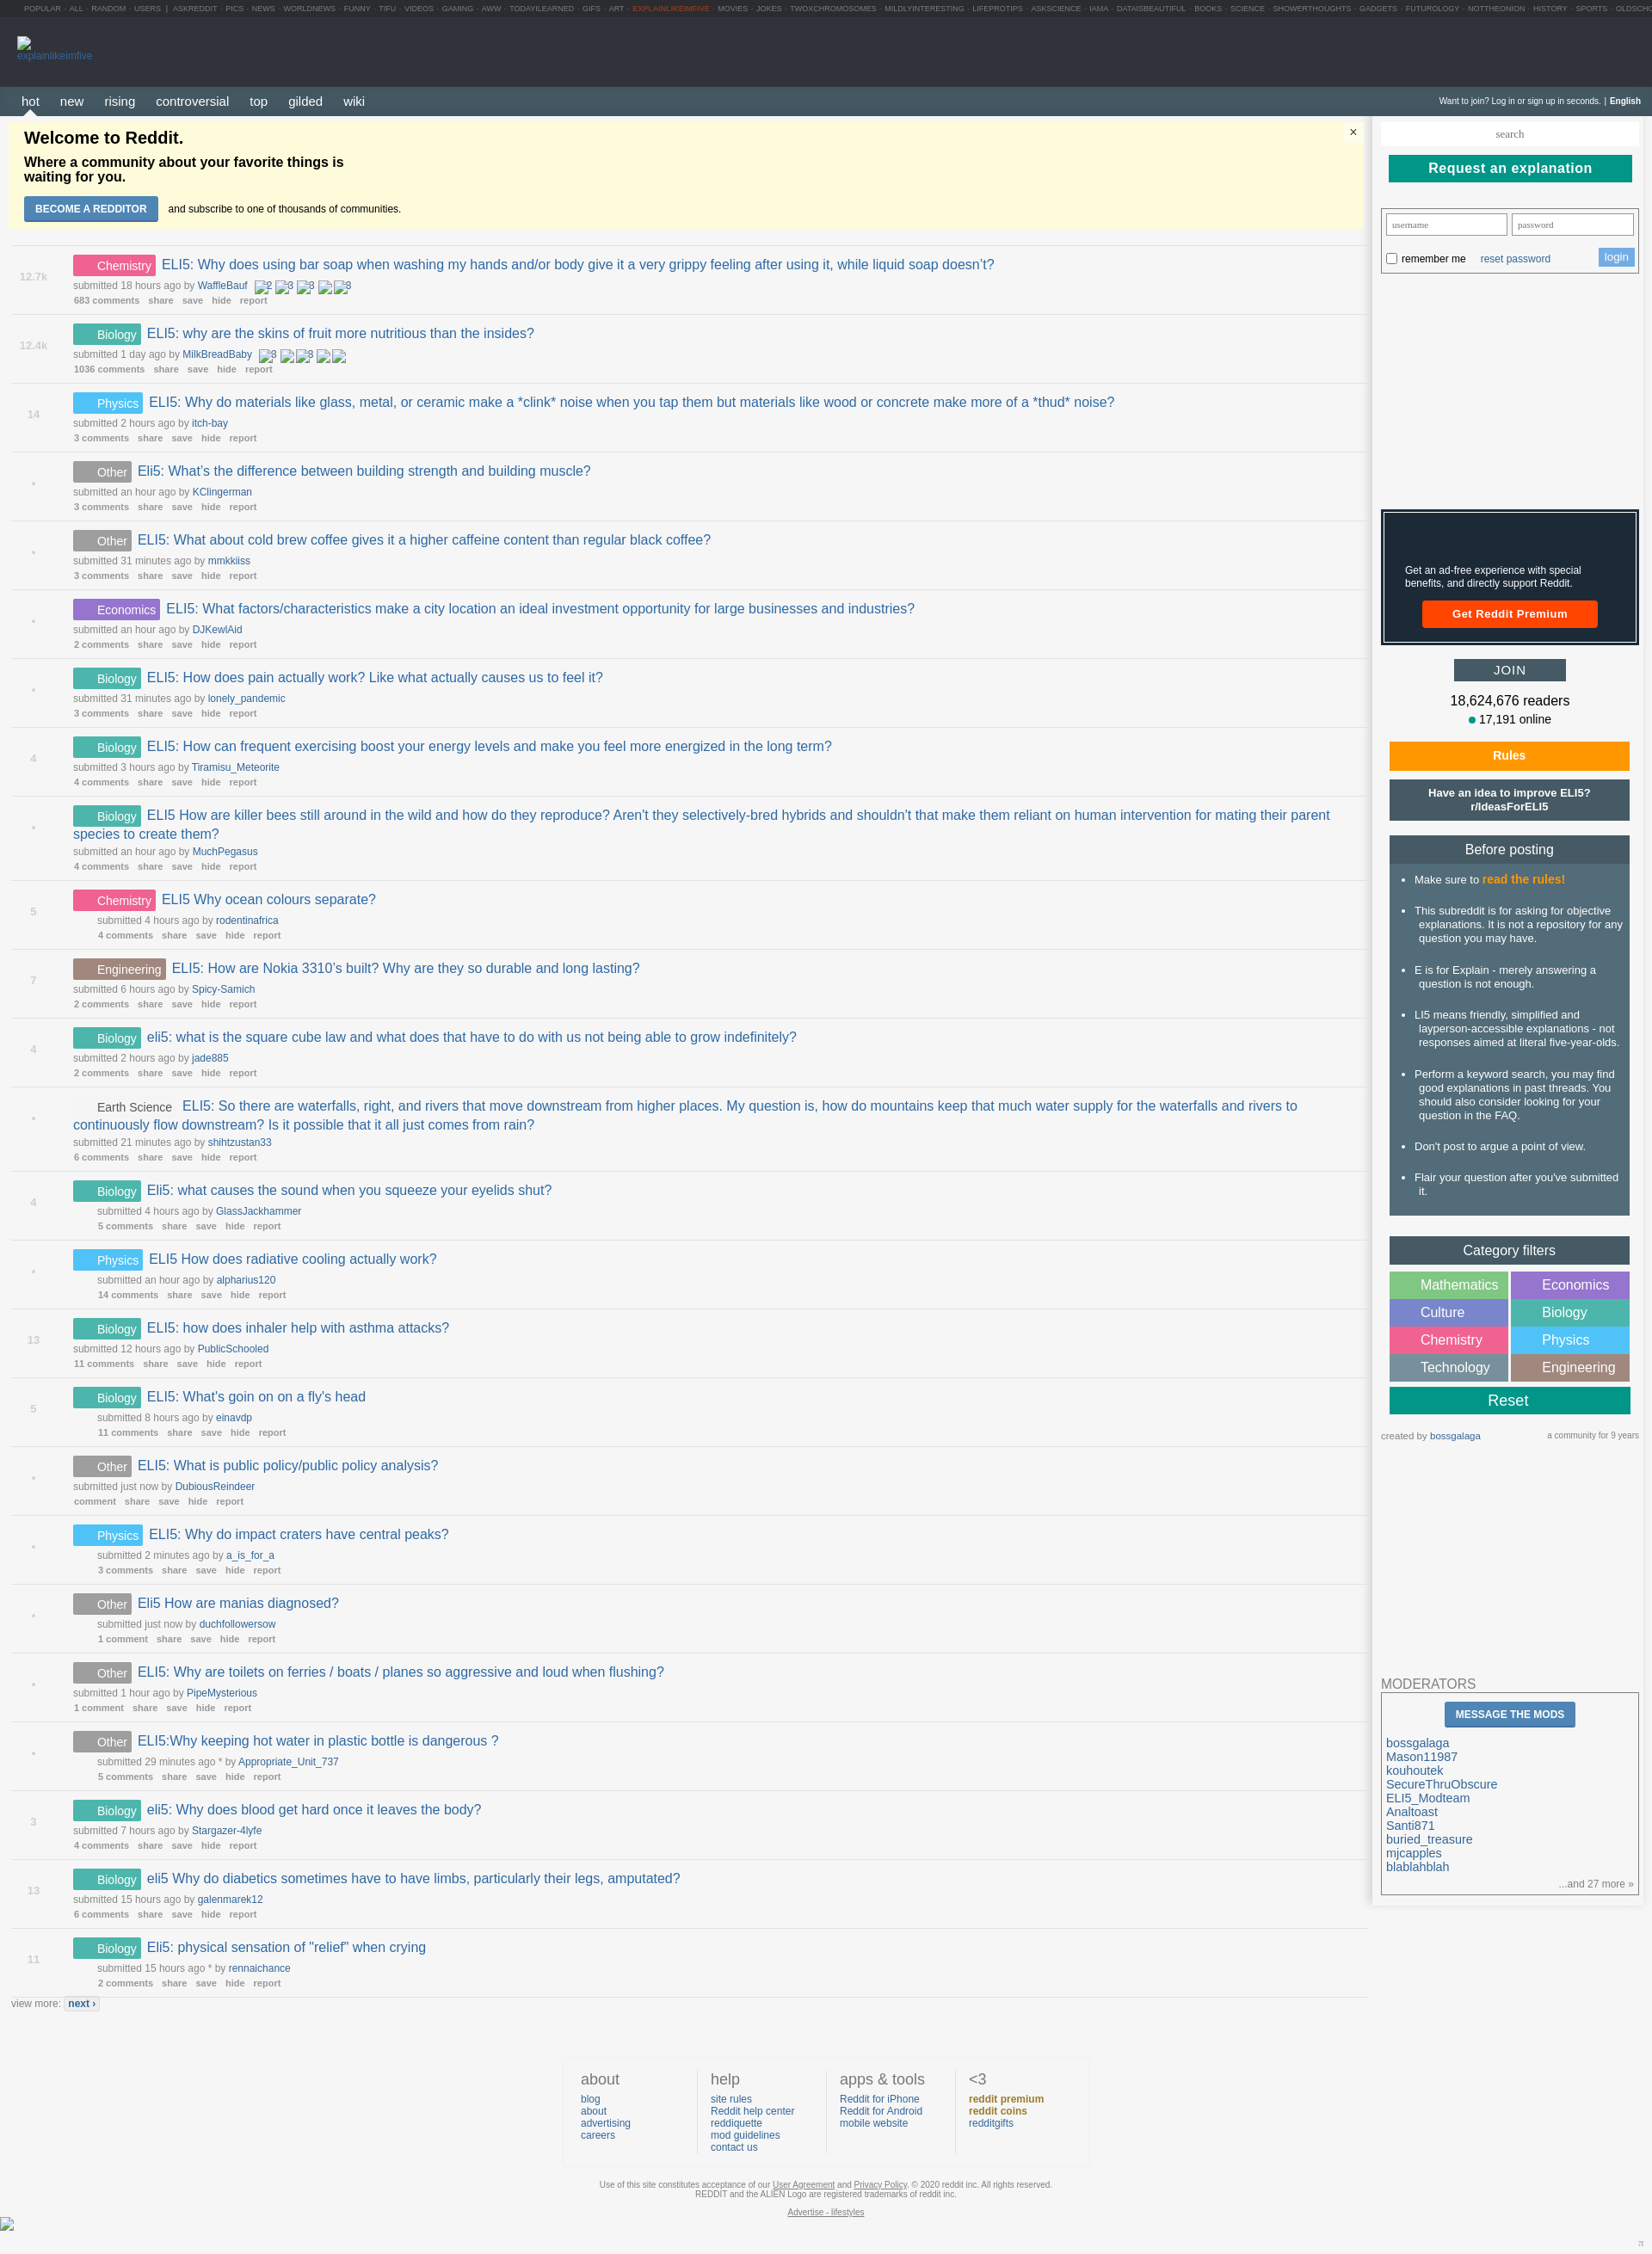 POPULAR - ALL - RANDOM - USERS | ASKREDDIT - PICS - NEWS - WORLDNEWS - FUNNY - TIFU - VIDEOS - GAMING - AWW - TODAYILEARNED - GIFS - ART - EXPLAINLIKEIMFIVE - MOVIES - JOKES - TWOXCHROMOSOMES - MILDLYINTERESTING - LIFEPROTIPS - ASKSCIENCE - IAMA - DATAISBEAUTIFUL - BOOKS - SCIENCE - SHOWERTHOUGHTS - GADGETS - FUTUROLOGY - NOTTHEONION - HISTORY - SPORTS - OLDSCH
explainlikeimfive
hot new rising controversial top gilded wiki
Want to join? Log in or sign up in seconds. | English
Welcome to Reddit.
×
Where a community about your favorite things is
waiting for you.
BECOME A REDDITOR and subscribe to one of thousands of communities.
12.7k
Chemistry ELI5: Why does using bar soap when washing my hands and/or body give it a very grippy feeling after using it, while liquid soap doesn't?
submitted 18 hours ago by WaffleBauf 2 3 3 3
683 comments share save hide report
12.4k
Biology ELI5: why are the skins of fruit more nutritious than the insides?
submitted 1 day ago by MilkBreadBaby 3 3
1036 comments share save hide report
14
Physics ELI5: Why do materials like glass, metal, or ceramic make a *clink* noise when you tap them but materials like wood or concrete make more of a *thud* noise?
submitted 2 hours ago by itch-bay
3 comments share save hide report
•
Other Eli5: What's the difference between building strength and building muscle?
submitted an hour ago by KClingerman
3 comments share save hide report
•
Other ELI5: What about cold brew coffee gives it a higher caffeine content than regular black coffee?
submitted 31 minutes ago by mmkkiiss
3 comments share save hide report
•
Economics ELI5: What factors/characteristics make a city location an ideal investment opportunity for large businesses and industries?
submitted an hour ago by DJKewlAid
2 comments share save hide report
•
Biology ELI5: How does pain actually work? Like what actually causes us to feel it?
submitted 31 minutes ago by lonely_pandemic
3 comments share save hide report
4
Biology ELI5: How can frequent exercising boost your energy levels and make you feel more energized in the long term?
submitted 3 hours ago by Tiramisu_Meteorite
4 comments share save hide report
•
Biology ELI5 How are killer bees still around in the wild and how do they reproduce? Aren't they selectively-bred hybrids and shouldn't that make them reliant on human intervention for mating their parent
species to create them?
submitted an hour ago by MuchPegasus
4 comments share save hide report
5
Chemistry ELI5 Why ocean colours separate?
submitted 4 hours ago by rodentinafrica
4 comments share save hide report
7
Engineering ELI5: How are Nokia 3310's built? Why are they so durable and long lasting?
submitted 6 hours ago by Spicy-Samich
2 comments share save hide report
4
Biology eli5: what is the square cube law and what does that have to do with us not being able to grow indefinitely?
submitted 2 hours ago by jade885
2 comments share save hide report
•
Earth Science ELI5: So there are waterfalls, right, and rivers that move downstream from higher places. My question is, how do mountains keep that much water supply for the waterfalls and rivers to
continuously flow downstream? Is it possible that it all just comes from rain?
submitted 21 minutes ago by shihtzustan33
6 comments share save hide report
4
Biology Eli5: what causes the sound when you squeeze your eyelids shut?
submitted 4 hours ago by GlassJackhammer
5 comments share save hide report
•
Physics ELI5 How does radiative cooling actually work?
submitted an hour ago by alpharius120
14 comments share save hide report
13
Biology ELI5: how does inhaler help with asthma attacks?
submitted 12 hours ago by PublicSchooled
11 comments share save hide report
5
Biology ELI5: What's goin on on a fly's head
submitted 8 hours ago by einavdp
11 comments share save hide report
•
Other ELI5: What is public policy/public policy analysis?
submitted just now by DubiousReindeer
comment share save hide report
•
Physics ELI5: Why do impact craters have central peaks?
submitted 2 minutes ago by a_is_for_a
3 comments share save hide report
•
Other Eli5 How are manias diagnosed?
submitted just now by duchfollowersow
1 comment share save hide report
•
Other ELI5: Why are toilets on ferries / boats / planes so aggressive and loud when flushing?
submitted 1 hour ago by PipeMysterious
1 comment share save hide report
•
Other ELI5:Why keeping hot water in plastic bottle is dangerous ?
submitted 29 minutes ago * by Appropriate_Unit_737
5 comments share save hide report
3
Biology eli5: Why does blood get hard once it leaves the body?
submitted 7 hours ago by Stargazer-4lyfe
4 comments share save hide report
13
Biology eli5 Why do diabetics sometimes have to have limbs, particularly their legs, amputated?
submitted 15 hours ago by galenmarek12
6 comments share save hide report
11
Biology Eli5: physical sensation of "relief" when crying
submitted 15 hours ago * by rennaichance
2 comments share save hide report
view more: next ›
search
Request an explanation
username password
remember me reset password login
Get an ad-free experience with special
benefits, and directly support Reddit.
Get Reddit Premium
JOIN
18,624,676 readers
17,191 online
Rules
Have an idea to improve ELI5?
r/IdeasForELI5
Before posting
• Make sure to read the rules!
• This subreddit is for asking for objective
explanations. It is not a repository for any
question you may have.
• E is for Explain - merely answering a
question is not enough.
• LI5 means friendly, simplified and
layperson-accessible explanations - not
responses aimed at literal five-year-olds.
• Perform a keyword search, you may find
good explanations in past threads. You
should also consider looking for your
question in the FAQ.
• Don't post to argue a point of view.
• Flair your question after you've submitted
it.
Category filters
Mathematics Economics
Culture Biology
Chemistry Physics
Technology Engineering
Reset
created by bossgalaga a community for 9 years
MODERATORS
MESSAGE THE MODS
bossgalaga
Mason11987
kouhoutek
SecureThruObscure
ELI5_Modteam
Analtoast
Santi871
buried_treasure
mjcapples
blablahblah
...and 27 more »
about
blog
about
advertising
careers
help
site rules
Reddit help center
reddiquette
mod guidelines
contact us
apps & tools
Reddit for iPhone
Reddit for Android
mobile website
<3
reddit premium
reddit coins
redditgifts
Use of this site constitutes acceptance of our User Agreement and Privacy Policy. © 2020 reddit inc. All rights reserved.
REDDIT and the ALIEN Logo are registered trademarks of reddit inc.
Advertise - lifestyles
π